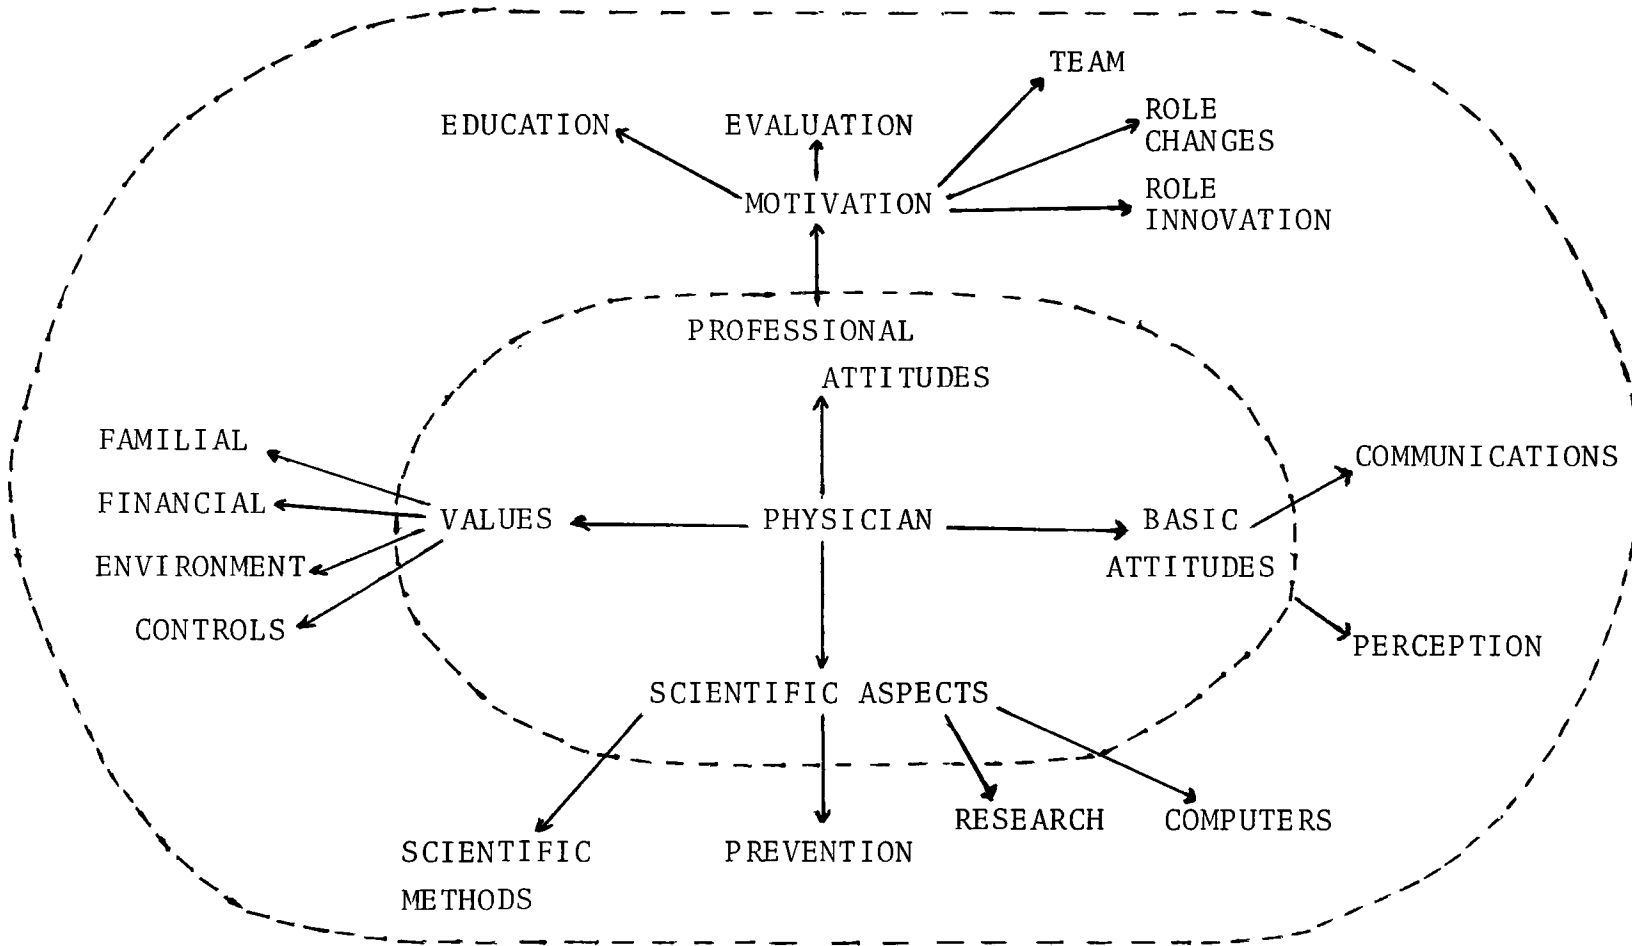 TEAM
EDUCATION
EVALUATION
ROLE
CHANGES
MOTIVATION
ROLE
INNOVATION
PROFESSIONAL
ATTITUDES
FAMILIAL
FINANCIAL
ENVIRONMENT
CONTROLS
VALUES
PHYSICIAN
BASIC
ATTITUDES
COMMUNICATIONS
PERCEPTION
SCIENTIFIC ASPECTS
SCIENTIFIC
METHODS
PREVENTION
RESEARCH
COMPUTERS